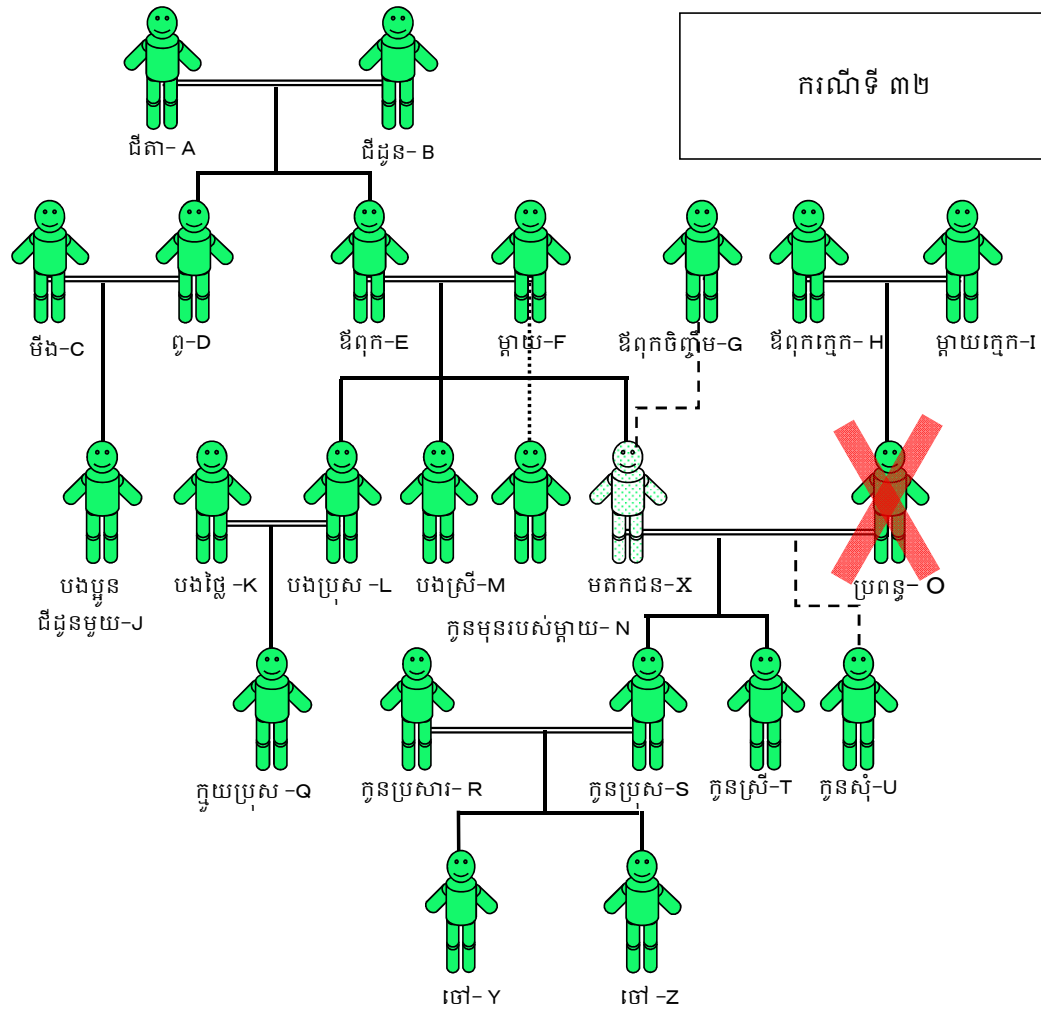 ករណីទី ៣២
ជីតា- A
ជីដូន- B
មីង-C
ពូ-D
ឪពុក-E
ម្តាយ-F
ឪពុកចិញ្ចឹម-G
ឪពុកក្មេក- H
ម្តាយក្មេក-I
បងប្អូន
ជីដូនមួយ-J
បងថ្លៃ -K
បងប្រុស -L
បងស្រី-M
មតកជន-X
ប្រពន្ធ- O
កូនមុនរបស់ម្តាយ- N
ក្មួយប្រុស -Q
កូនប្រសារ- R
កូនប្រុស-S
កូនស្រី-T
កូនសុំ-U
ចៅ- Y
ចៅ -Z